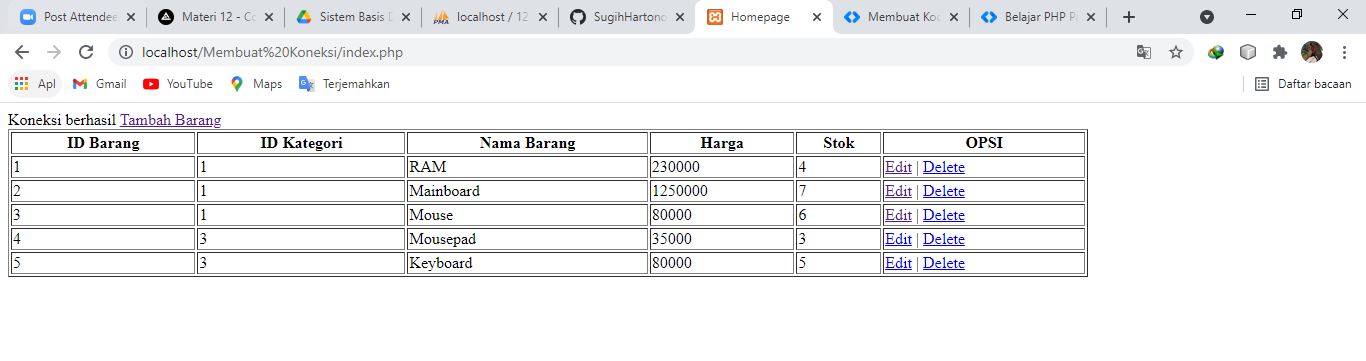 Post Attendee Materi 12 - Co Sistem Basis D localhost / 12 SugihHartono Homepage Membuat Koc Belajar PHP Pa
localhost/Membuat%20Koneksi/index.php
Apl Gmail YouTube Maps Terjemahkan Daftar bacaan
Koneksi berhasil Tambah Barang
ID Barang ID Kategori Nama Barang Harga Stok OPSI
1 1 RAM 230000 4 Edit | Delete
2 1 Mainboard 1250000 7 Edit | Delete
3 1 Mouse 80000 6 Edit | Delete
4 3 Mousepad 35000 3 Edit | Delete
5 3 Keyboard 80000 5 Edit | Delete